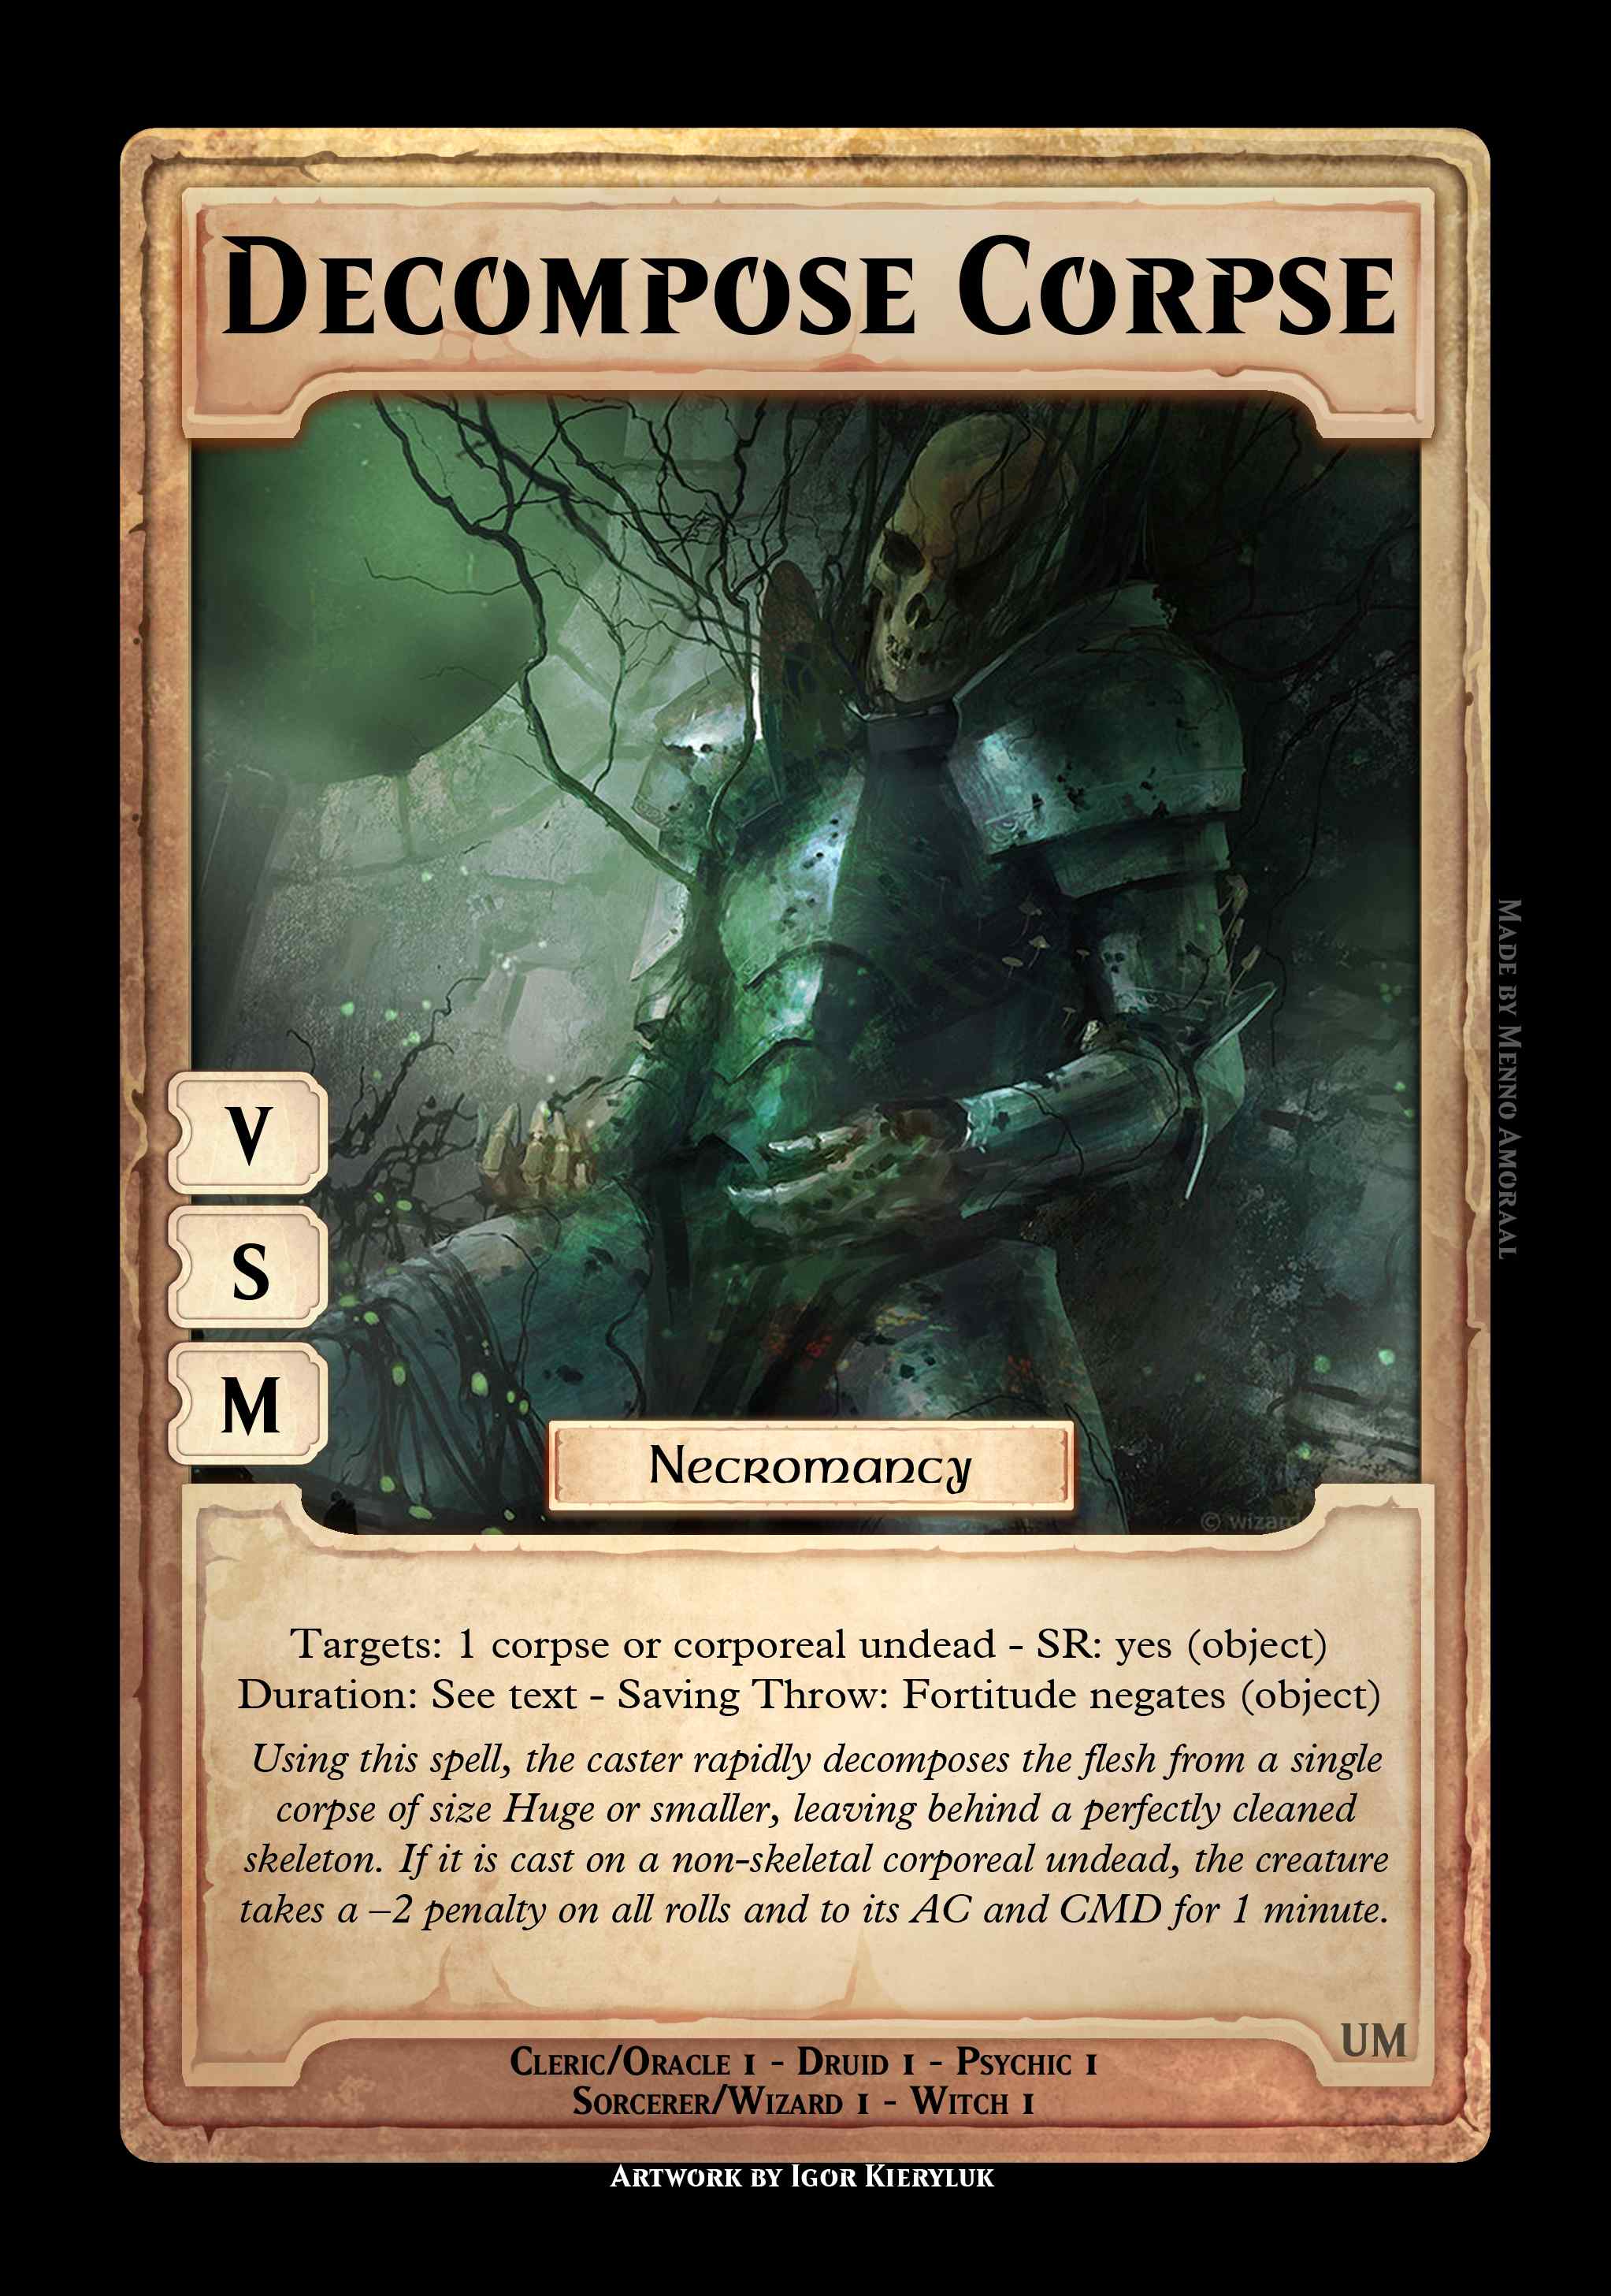 Decompose Corpse
V
S
M
Necromancy
© wizar
Targets: 1 corpse or corporeal undead - SR: yes (object)
Duration: See text - Saving Throw: Fortitude negates (object)
Using this spell, the caster rapidly decomposes the flesh from a single
corpse of size Huge or smaller, leaving behind a perfectly cleaned
skeleton. If it is cast on a non-skeletal corporeal undead, the creature
takes a –2 penalty on all rolls and to its AC and CMD for 1 minute.
UM
Cleric/Oracle 1 - Druid 1 - Psychic 1
Sorcerer/Wizard 1 - Witch 1
Artwork by Igor Kieryluk
Made by Menno Amoraal